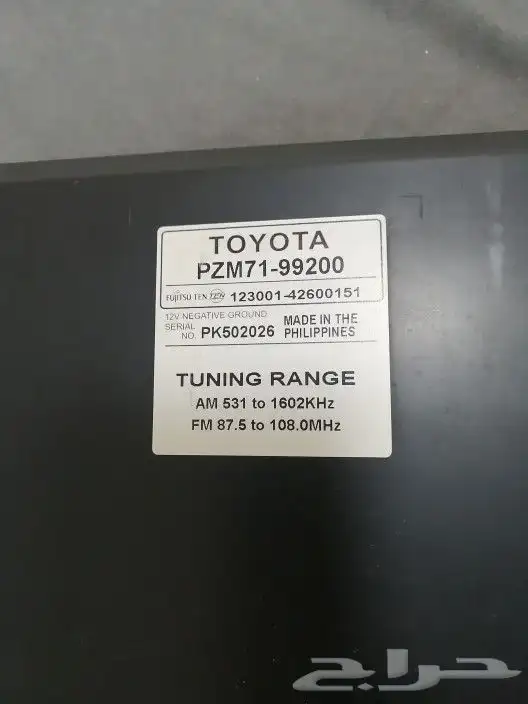 TOYOTA
PZM71-99200
FUJITSU TEN TEN 123001-42600151
12V NEGATIVE GROUND
SERIAL NO. PK502026 MADE IN THE PHILIPPINES
TUNING RANGE
AM 531 to 1602KHz
FM 87.5 to 108.0MHz
حراج